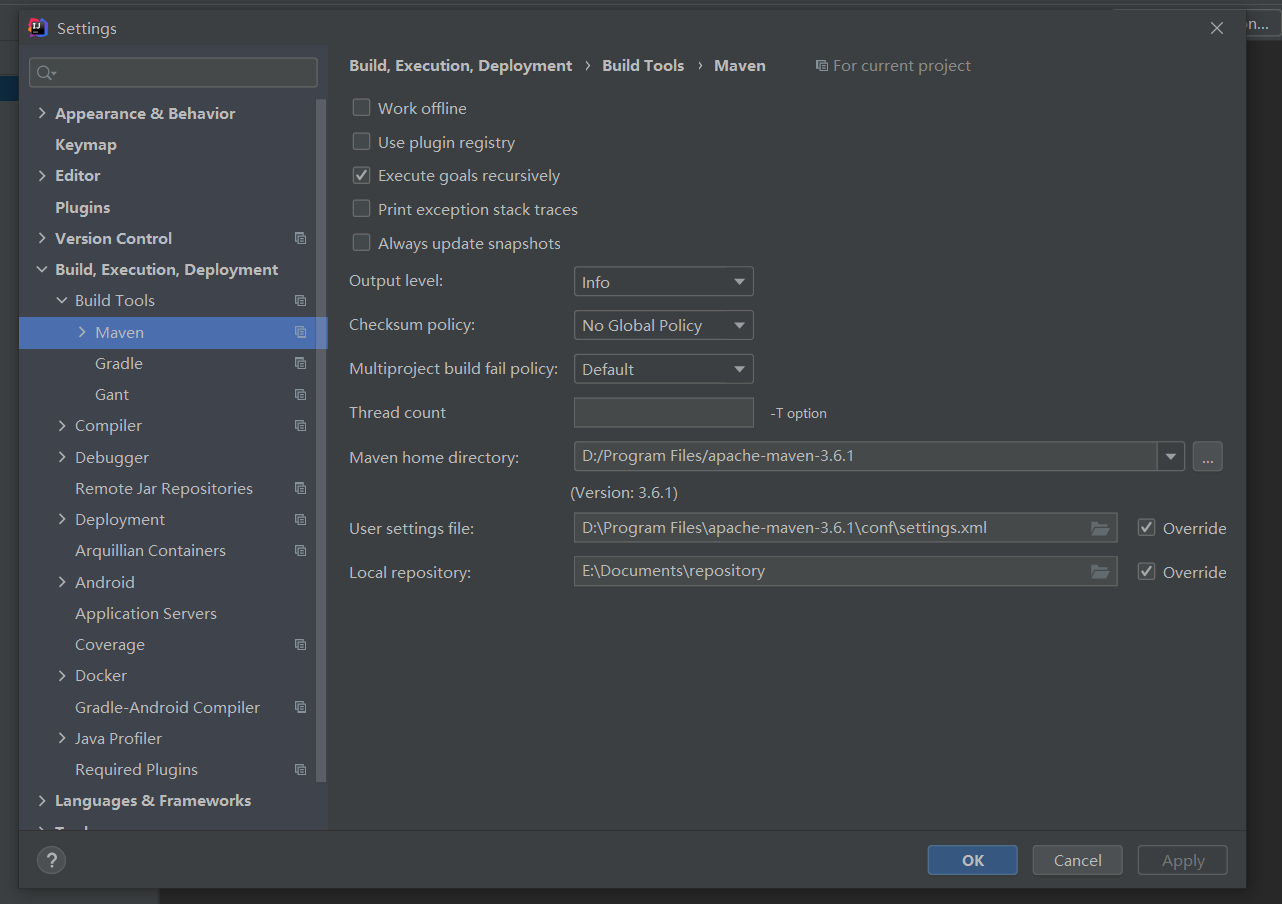 n...
Settings
Build, Execution, Deployment › Build Tools › Maven For current project
Appearance & Behavior
Keymap
Editor
Plugins
Version Control
Build, Execution, Deployment
Build Tools
Maven
Gradle
Gant
Compiler
Debugger
Remote Jar Repositories
Deployment
Arquillian Containers
Android
Application Servers
Coverage
Docker
Gradle-Android Compiler
Java Profiler
Required Plugins
Languages & Frameworks
Work offline
Use plugin registry
Execute goals recursively
Print exception stack traces
Always update snapshots
Output level: Info
Checksum policy: No Global Policy
Multiproject build fail policy: Default
Thread count -T option
Maven home directory: D:/Program Files/apache-maven-3.6.1 ...
(Version: 3.6.1)
User settings file: D:\Program Files\apache-maven-3.6.1\conf\settings.xml Override
Local repository: E:\Documents\repository Override
? OK Cancel Apply